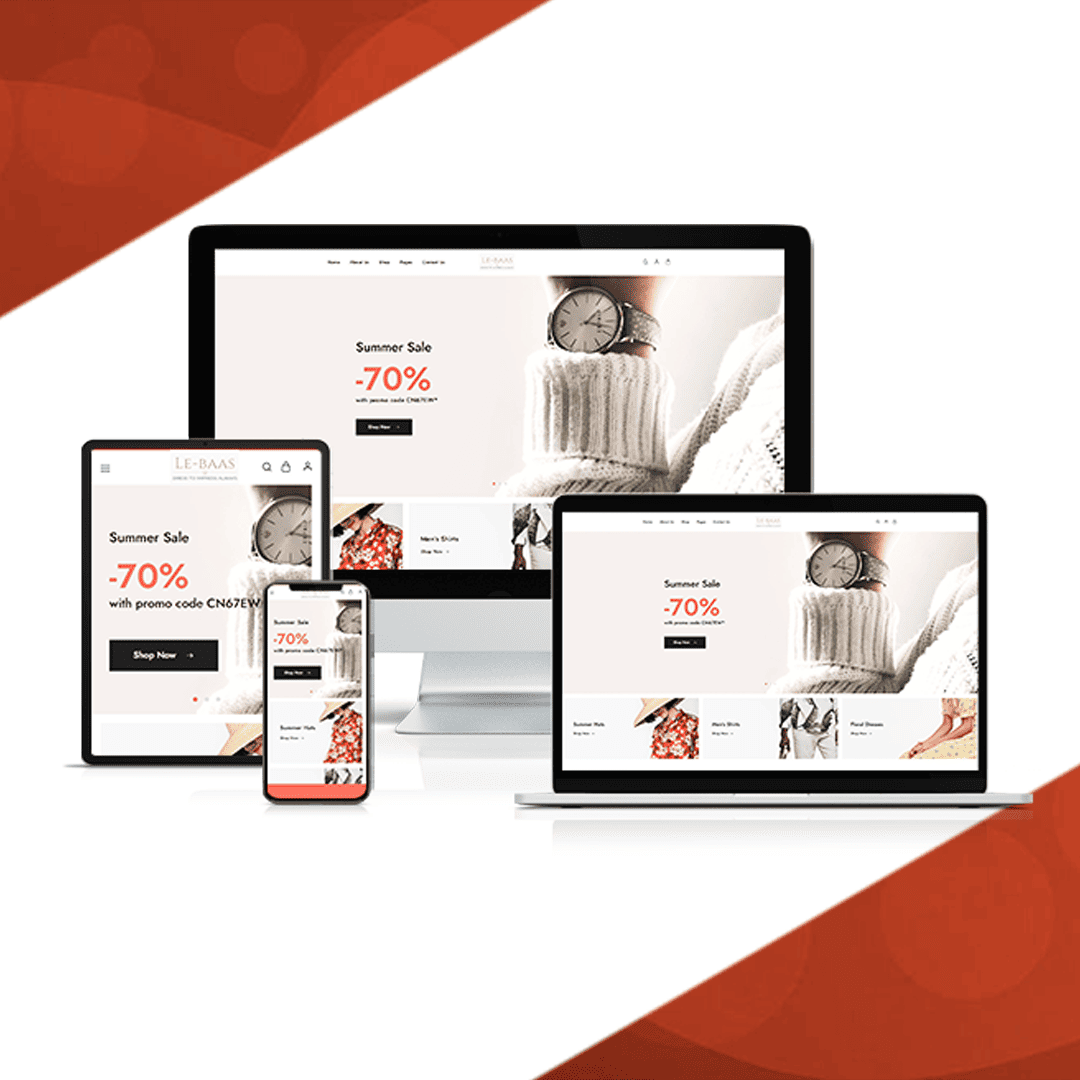 Home About Us Shop Pages Contact Us
LE-BAAS
Summer Sale
-70%
with promo code CN67EW*
Shop Now →
Men's Shirts
Shop Now →
LE-BAAS
Summer Sale
-70%
with promo code CN67EW
Shop Now →
Summer Sale
-70%
with promo code CN67EW*
Shop Now →
Summer Hats
Shop Now →
Home About Us Shop Pages Contact Us
LE-BAAS
Summer Sale
-70%
with promo code CN67EW*
Shop Now →
Summer Hats
Shop Now →
Men's Shirts
Shop Now →
Floral Dresses
Shop Now →